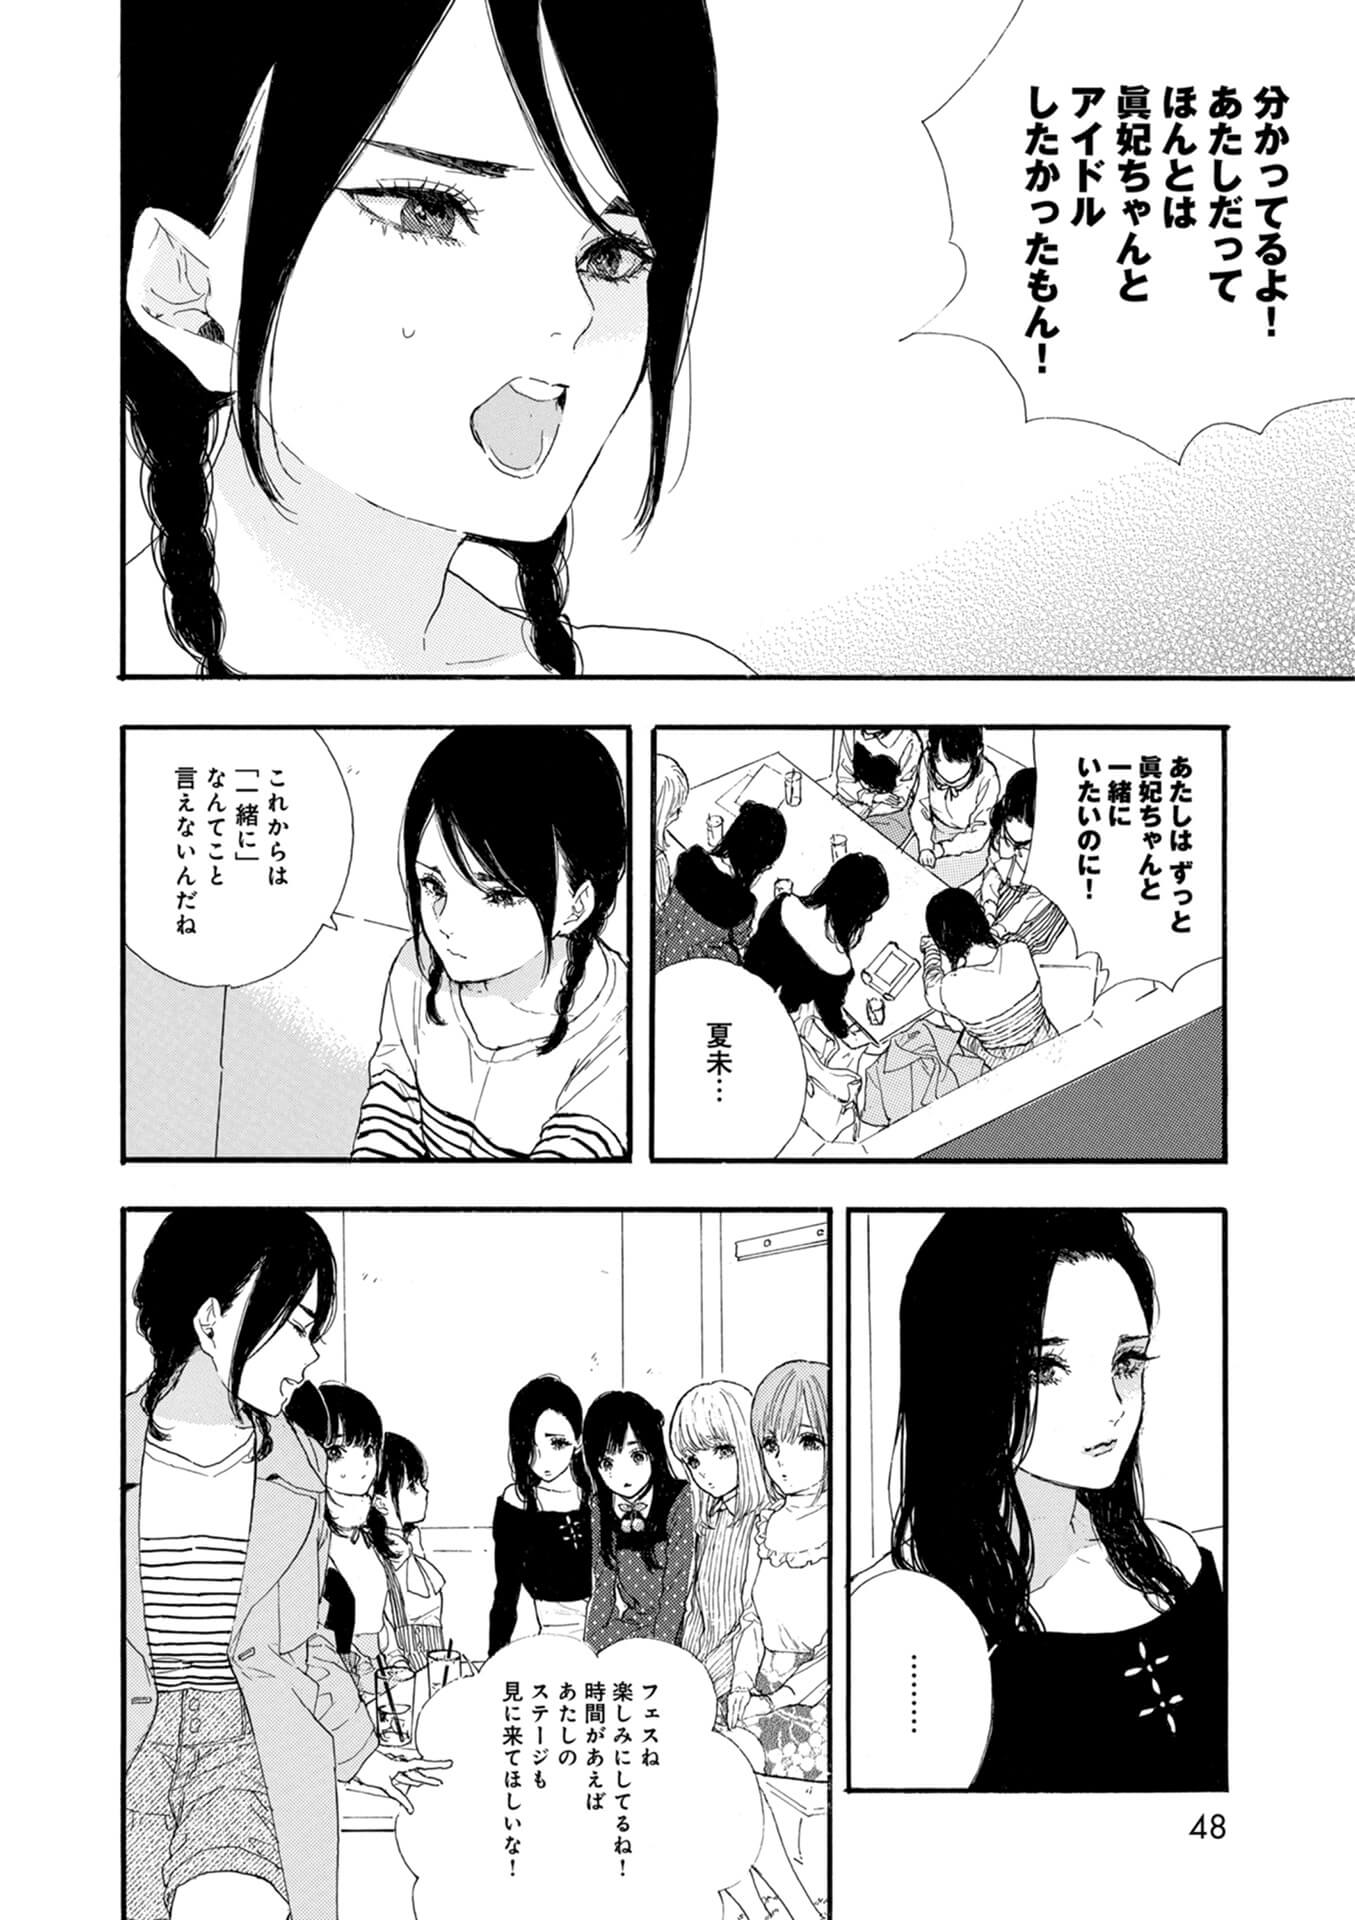 分かってるよ！
あたしだって
ほんとは
眞妃ちゃんと
アイドル
したかったもん！
あたしは ずっと
眞妃ちゃんと
一緒に
いたいのに！
夏未…
これからは
「一緒に」
なんてこと
言えないんだね
………
フェスね
楽しみにしてるね！
時間があえば
あたしの
ステージも
見に来てほしいな！
48